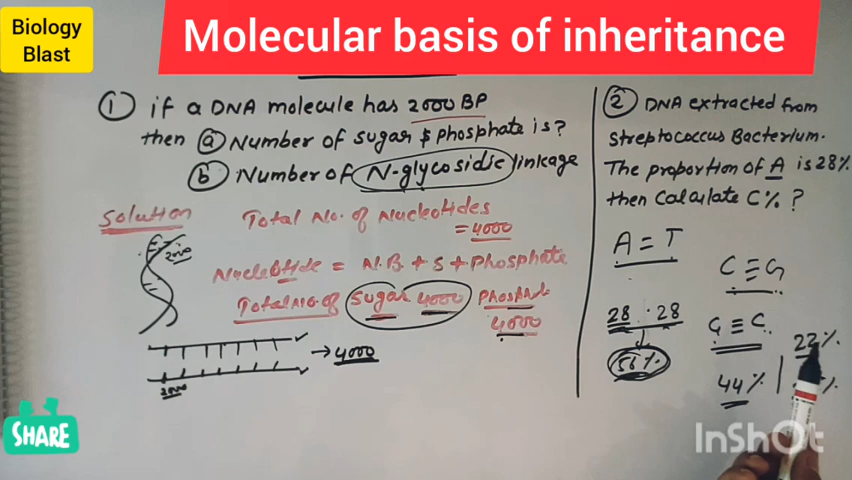 Biology
Blast
Molecular basis of inheritance
① if a DNA molecule has 2000 BP
then ⓐ Number of sugar & phosphate is?
ⓑ Number of N-glycosidic linkage
Solution
Total No. of Nucleotides
= 4000
Nucleotide = N.B + S + Phosphate
Total No of Sugar 4000 Phosphate
4000
2000
→ 4000
2000
② DNA extracted from
Streptococcus Bacterium.
The proportion of A is 28%.
then Calculate C% ?
A = T
C ≡ G
28 . 28
56%
G ≡ C
44%
22%
%
SHARE
InShOt